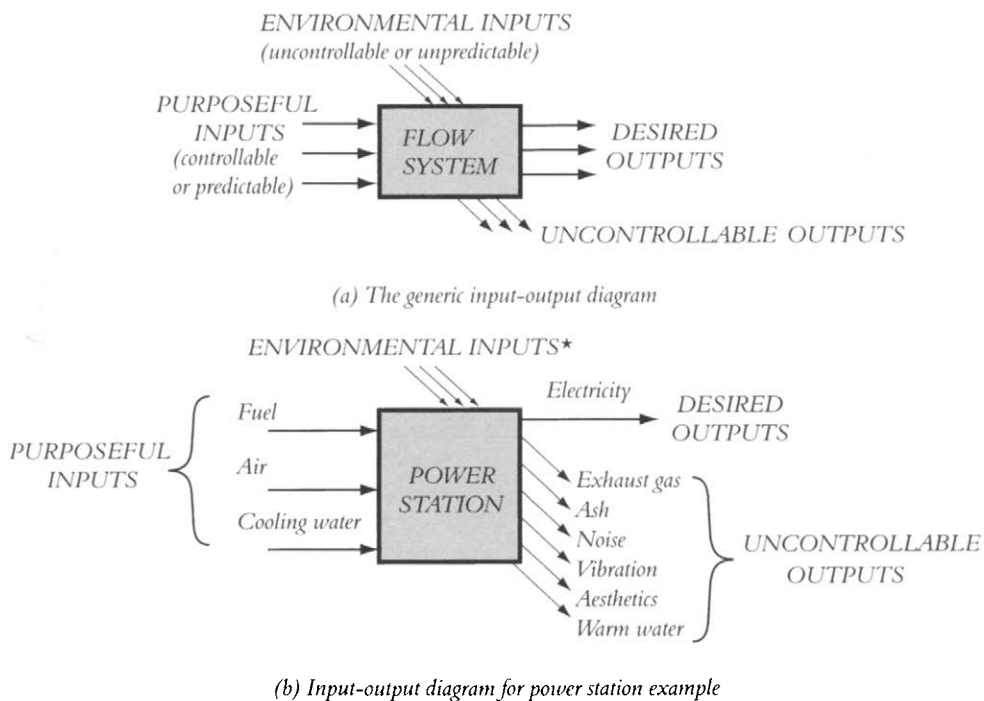 ENVIRONMENTAL INPUTS
(uncontrollable or unpredictable)
PURPOSEFUL
INPUTS
(controllable
or predictable)
FLOW
SYSTEM
DESIRED
OUTPUTS
UNCONTROLLABLE OUTPUTS
(a) The generic input-output diagram
ENVIRONMENTAL INPUTS★
PURPOSEFUL
INPUTS
Fuel
Air
Cooling water
POWER
STATION
Electricity
DESIRED
OUTPUTS
Exhaust gas
Ash
Noise
Vibration
Aesthetics
Warm water
UNCONTROLLABLE
OUTPUTS
(b) Input-output diagram for power station example